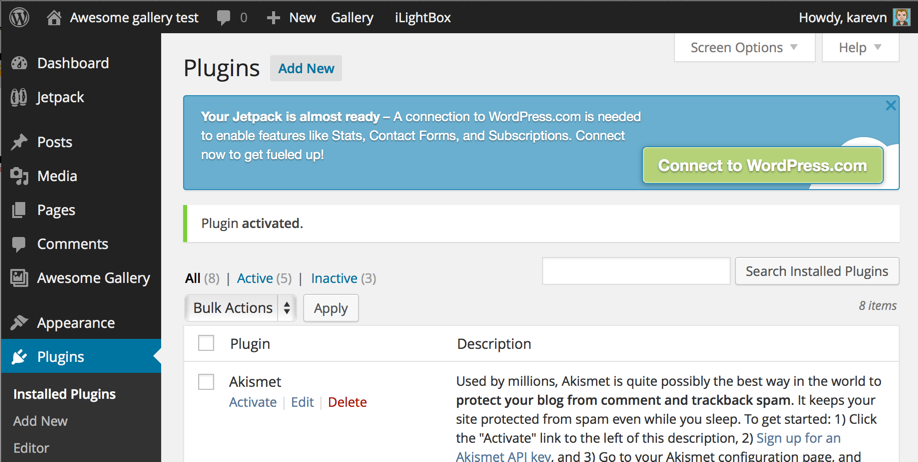 Awesome gallery test 0 New Gallery iLightBox Howdy, karevn
Dashboard
Jetpack
Posts
Media
Pages
Comments
Awesome Gallery
Appearance
Plugins
Installed Plugins
Add New
Editor
Screen Options Help
Plugins Add New
Your Jetpack is almost ready – A connection to WordPress.com is needed
to enable features like Stats, Contact Forms, and Subscriptions. Connect
now to get fueled up!
Connect to WordPress.com
Plugin activated.
All (8) | Active (5) | Inactive (3)
Search Installed Plugins
Bulk Actions Apply
8 items
Plugin Description
Akismet
Activate | Edit | Delete
Used by millions, Akismet is quite possibly the best way in the world to
protect your blog from comment and trackback spam. It keeps your
site protected from spam even while you sleep. To get started: 1) Click
the "Activate" link to the left of this description, 2) Sign up for an
Akismet API key, and 3) Go to your Akismet configuration page, and